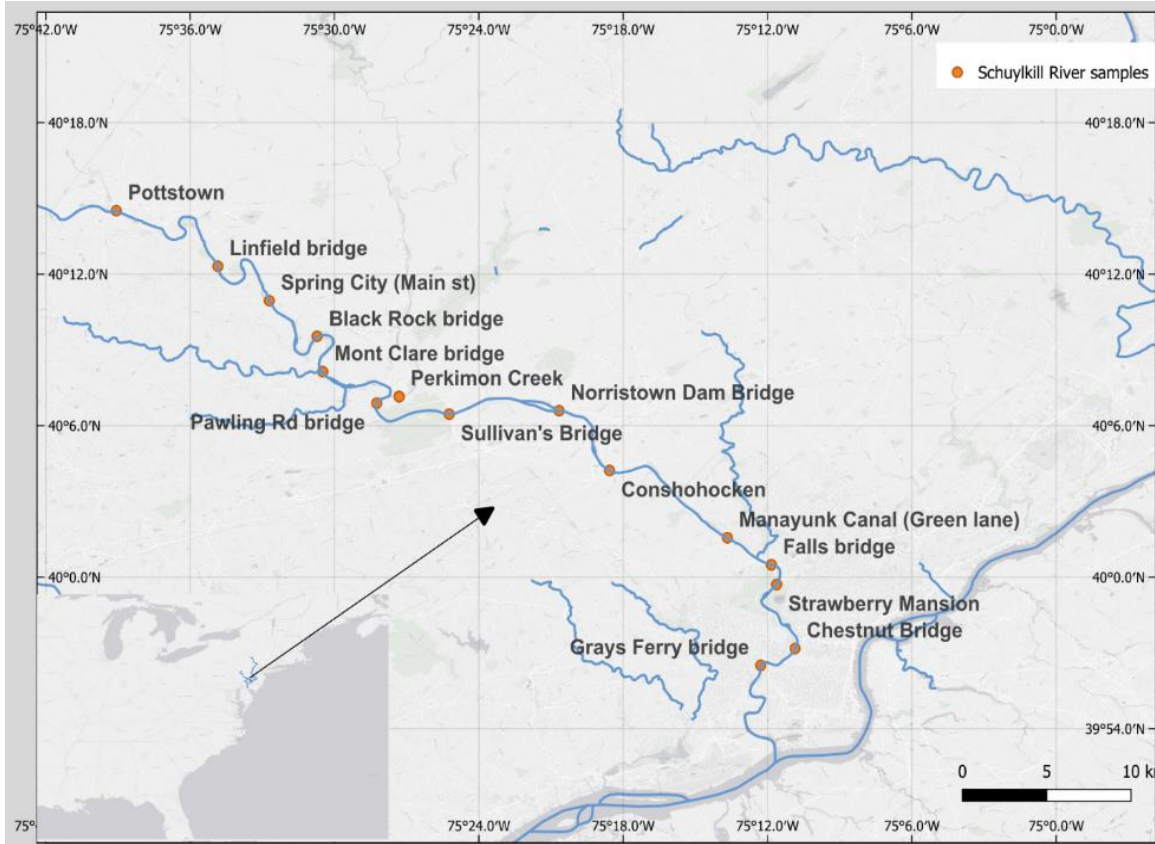 75°42.0'W 75°36.0'W 75°30.0'W 75°24.0'W 75°18.0'W 75°12.0'W 75°6.0'W 75°0.0'W
Schuylkill River samples
40°18.0'N 40°18.0'N
Pottstown
Linfield bridge
40°12.0'N 40°12.0'N
Spring City (Main st)
Black Rock bridge
Mont Clare bridge
Perkimon Creek
Norristown Dam Bridge
Pawling Rd bridge
40°6.0'N 40°6.0'N
Sullivan's Bridge
Conshohocken
Manayunk Canal (Green lane)
Falls bridge
40°0.0'N 40°0.0'N
Strawberry Mansion
Chestnut Bridge
Grays Ferry bridge
39°54.0'N
0 5 10 k
75° 75°24.0'W 75°18.0'W 75°12.0'W 75°6.0'W 75°0.0'W